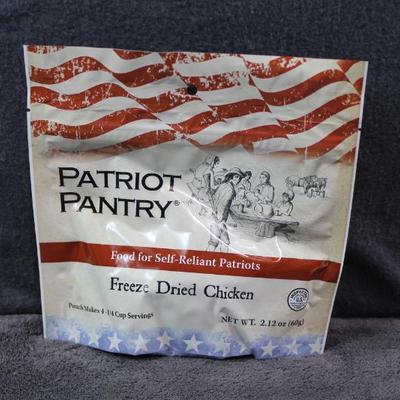 PATRIOT
PANTRY®
Food for Self-Reliant Patriots
Freeze Dried Chicken
Pouch Makes 4 -1/4 Cup Servings
NET WT. 2.12 oz (60g)